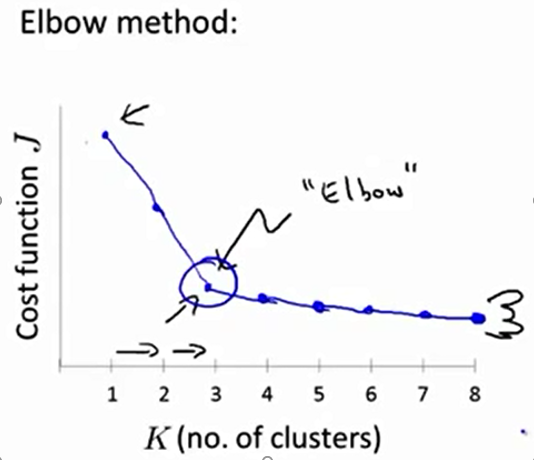 Elbow method:
"Elbow"
Cost function J
1 2 3 4 5 6 7 8
K (no. of clusters)